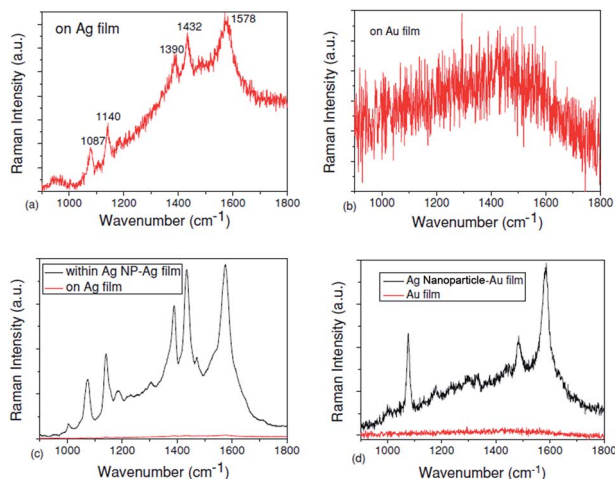 on Ag film
1578
1432
1390
1140
1087
Raman Intensity (a.u.)
1000 1200 1400 1600 1800
(a)
Wavenumber (cm-1)
on Au film
Raman Intensity (a.u.)
1000 1200 1400 1600 1800
(b)
Wavenumber (cm-1)
within Ag NP-Ag film
on Ag film
Raman Intensity (a.u.)
(c)
1000 1200 1400 1600 1800
Wavenumber (cm-1)
Ag Nanoparticle-Au film
Au film
Raman Intensity (a.u.)
(d)
1000 1200 1400 1600 1800
Wavenumber (cm-1)